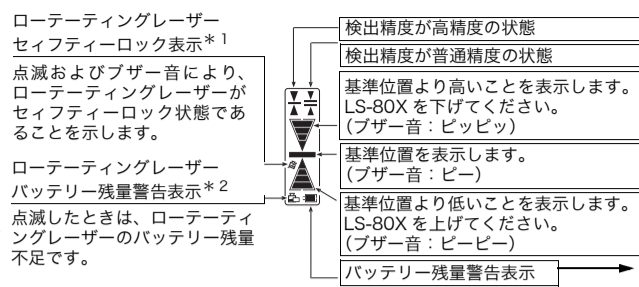 ローテーティングレーザー
セィフティーロック表示＊1
点滅およびブザー音により、
ローテーティングレーザーが
セィフティーロック状態であ
ることを示します。
ローテーティングレーザー
バッテリー残量警告表示＊2
点滅したときは、ローテーティ
ングレーザーのバッテリー残量
不足です。
検出精度が高精度の状態
検出精度が普通精度の状態
基準位置より高いことを表示します。
LS-80X を下げてください。
（ブザー音：ピッピッ）
基準位置を表示します。
（ブザー音：ピー）
基準位置より低いことを表示します。
LS-80X を上げてください。
（ブザー音：ピーピー）
バッテリー残量警告表示